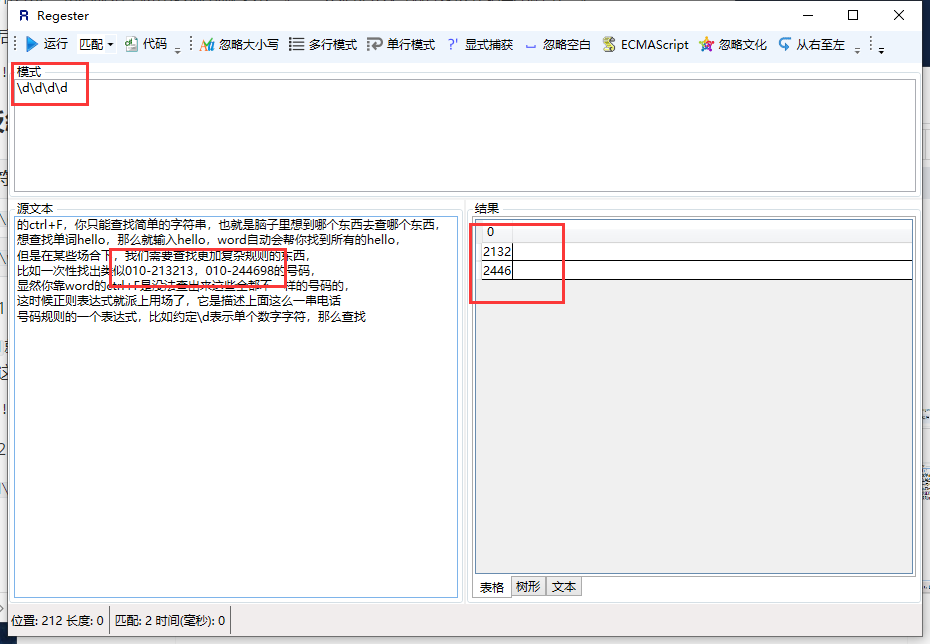 Regester
运行 匹配 代码 忽略大小写 多行模式 单行模式 ?' 显式捕获 忽略空白 ECMAScript 忽略文化 从右至左
模式
\d\d\d\d
源文本
的ctrl+F，你只能查找简单的字符串，也就是脑子里想到哪个东西去查哪个东西，
想查找单词hello，那么就输入hello，word自动会帮你找到所有的hello，
但是在某些场合下，我们需要查找更加复杂规则的东西，
比如一次性找出类似010-213213，010-244698的号码，
显然你靠word的ctrl+F是没法查出来这些全都不一样的号码的，
这时候正则表达式就派上用场了，它是描述上面这么一串电话
号码规则的一个表达式，比如约定\d表示单个数字字符，那么查找
结果
0
2132
2446
表格 树形 文本
位置: 212 长度: 0 匹配: 2 时间(毫秒): 0